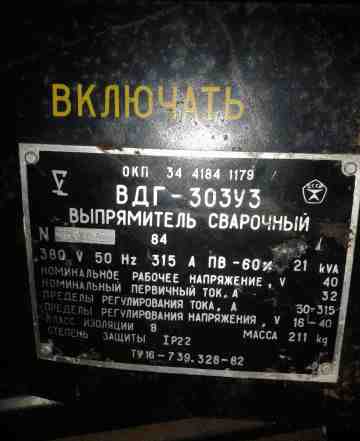 ВКЛЮЧАТЬ
ОКП 34 4184 1179
ВДГ-303У3
ВЫПРЯМИТЕЛЬ СВАРОЧНЫЙ
N 84
380 V 50 Hz 315 A ПВ-60% 21 kVA
НОМИНАЛЬНОЕ РАБОЧЕЕ НАПРЯЖЕНИЕ, V 40
НОМИНАЛЬНЫЙ ПЕРВИЧНЫЙ ТОК, А 32
ПРЕДЕЛЫ РЕГУЛИРОВАНИЯ ТОКА, А 30-315
ПРЕДЕЛЫ РЕГУЛИРОВАНИЯ НАПРЯЖЕНИЯ, V 16-40
КЛАСС ИЗОЛЯЦИИ В МАССА 211 kg
СТЕПЕНЬ ЗАЩИТЫ IP22
ТУ16-739.328-82